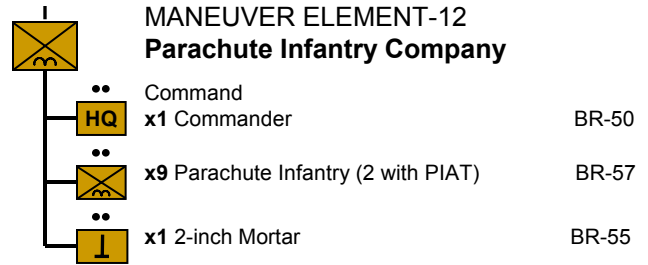 MANEUVER ELEMENT-12
Parachute Infantry Company
Command
HQ x1 Commander BR-50
x9 Parachute Infantry (2 with PIAT) BR-57
x1 2-inch Mortar BR-55